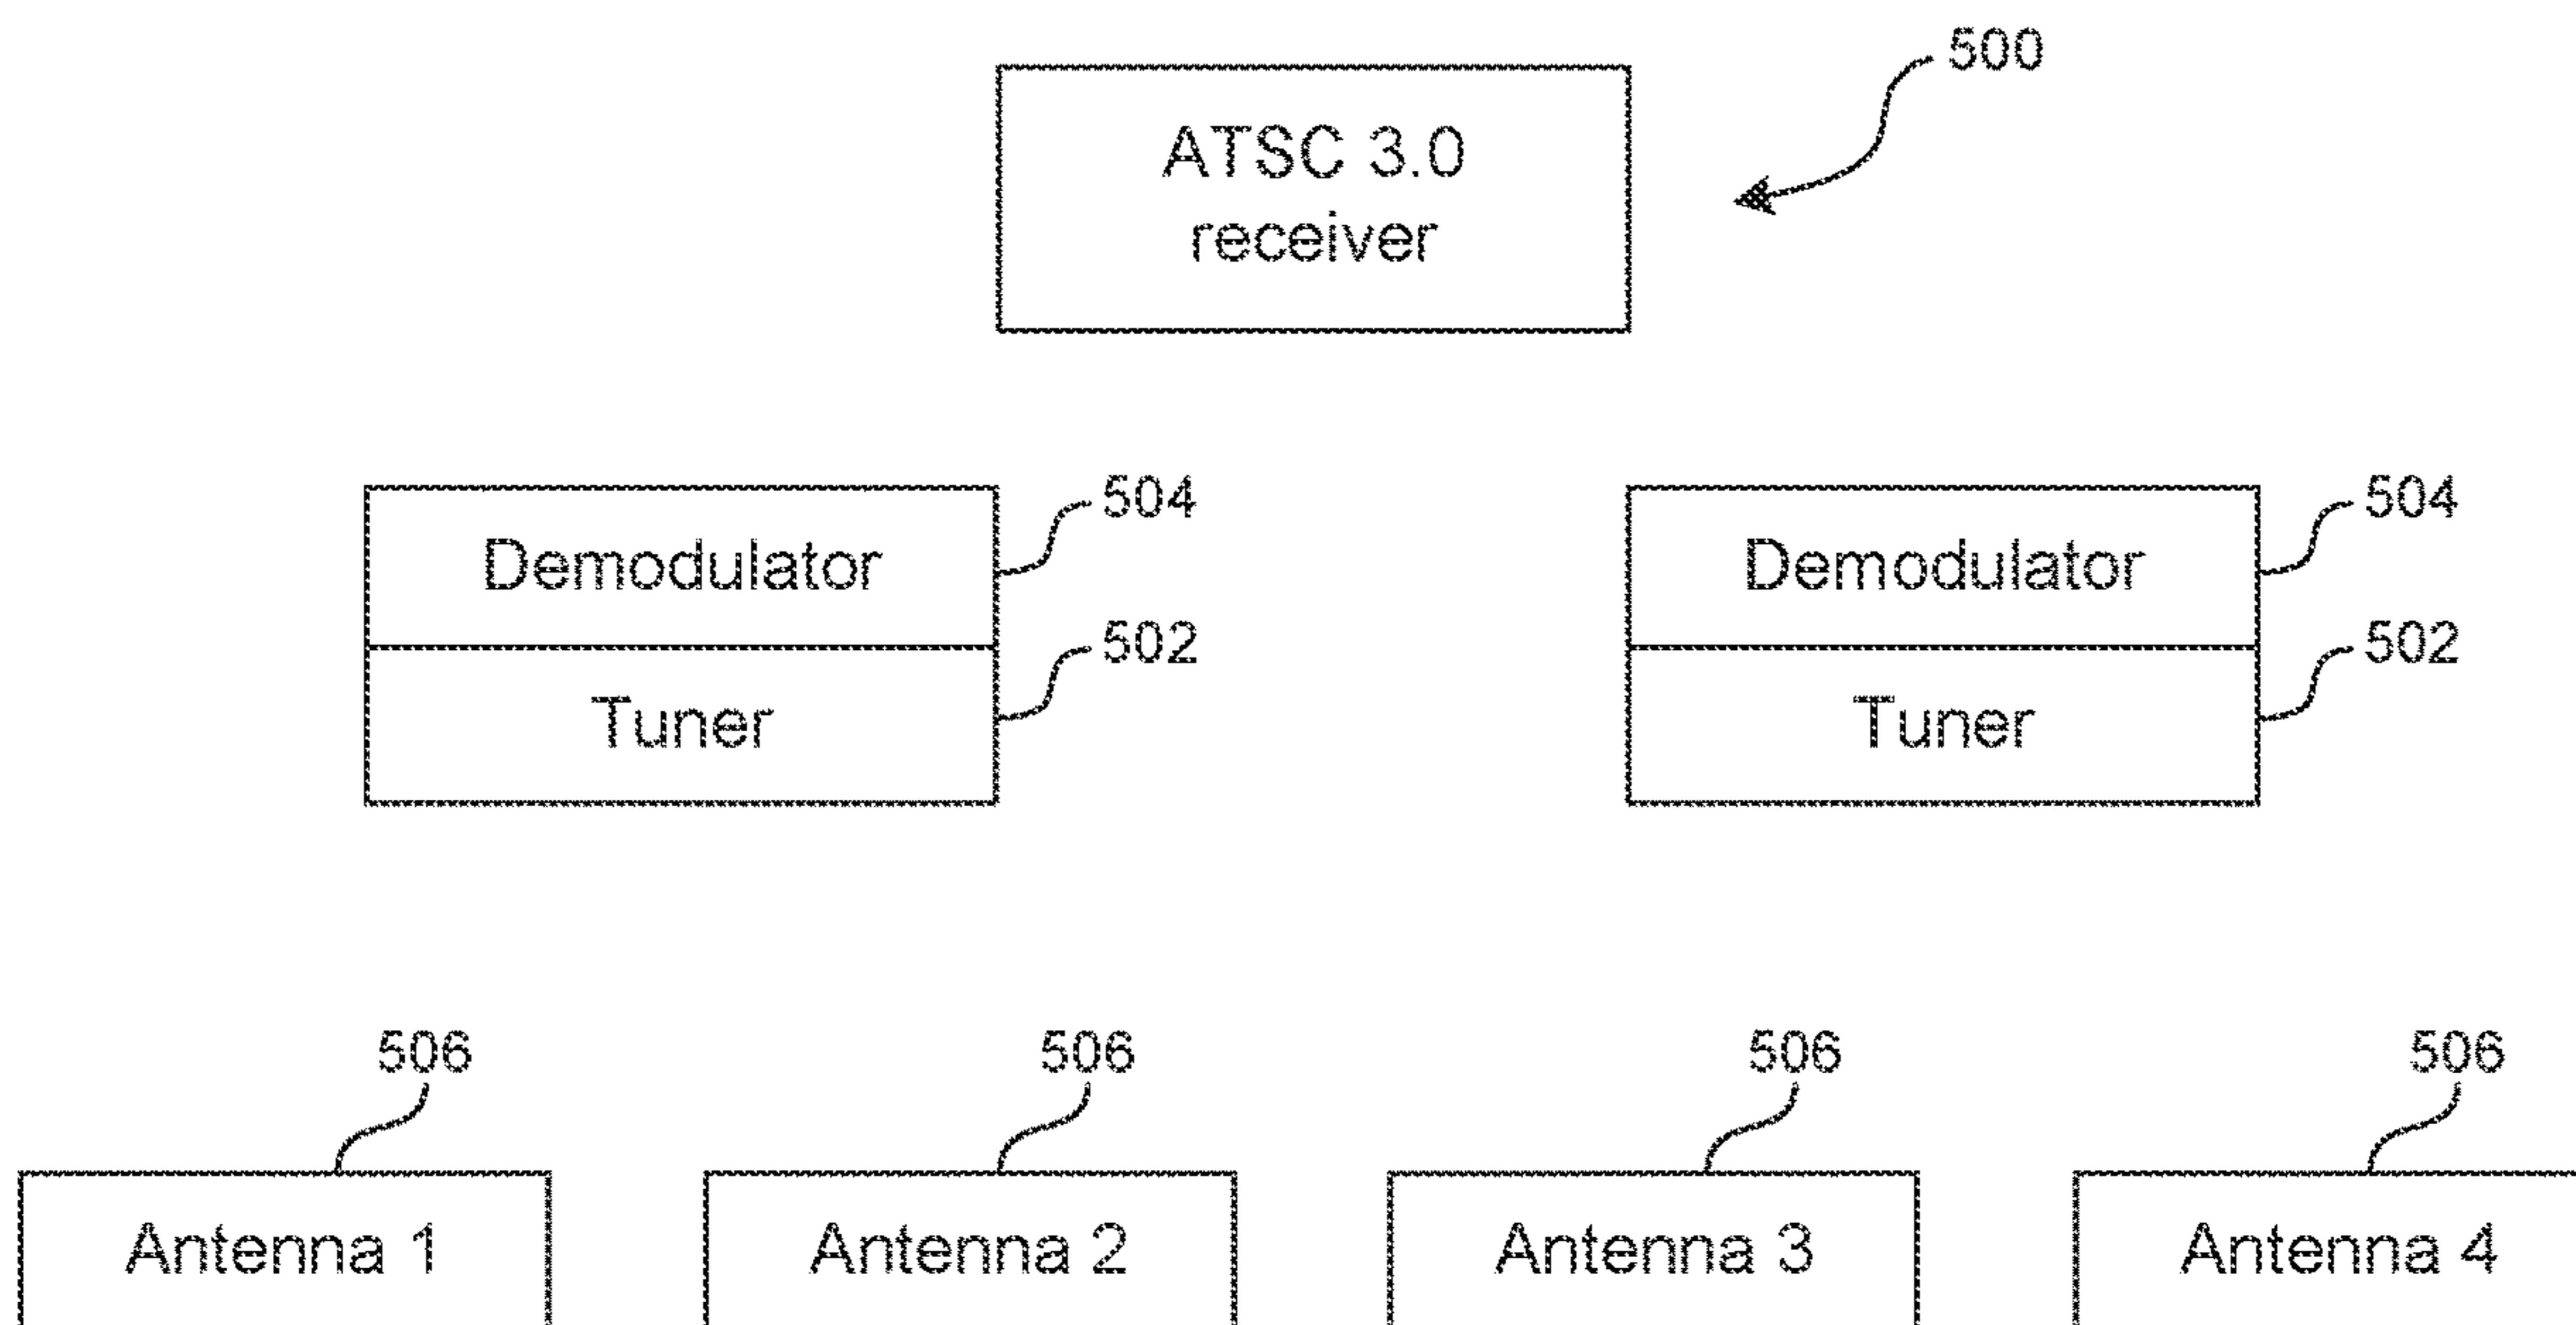 500
ATSC 3.0
receiver
504
504
Demodulator
Demodulator
502
502
Tuner
Tuner
506
506
506
506
Antenna 1
Antenna 2
Antenna 3
Antenna 4